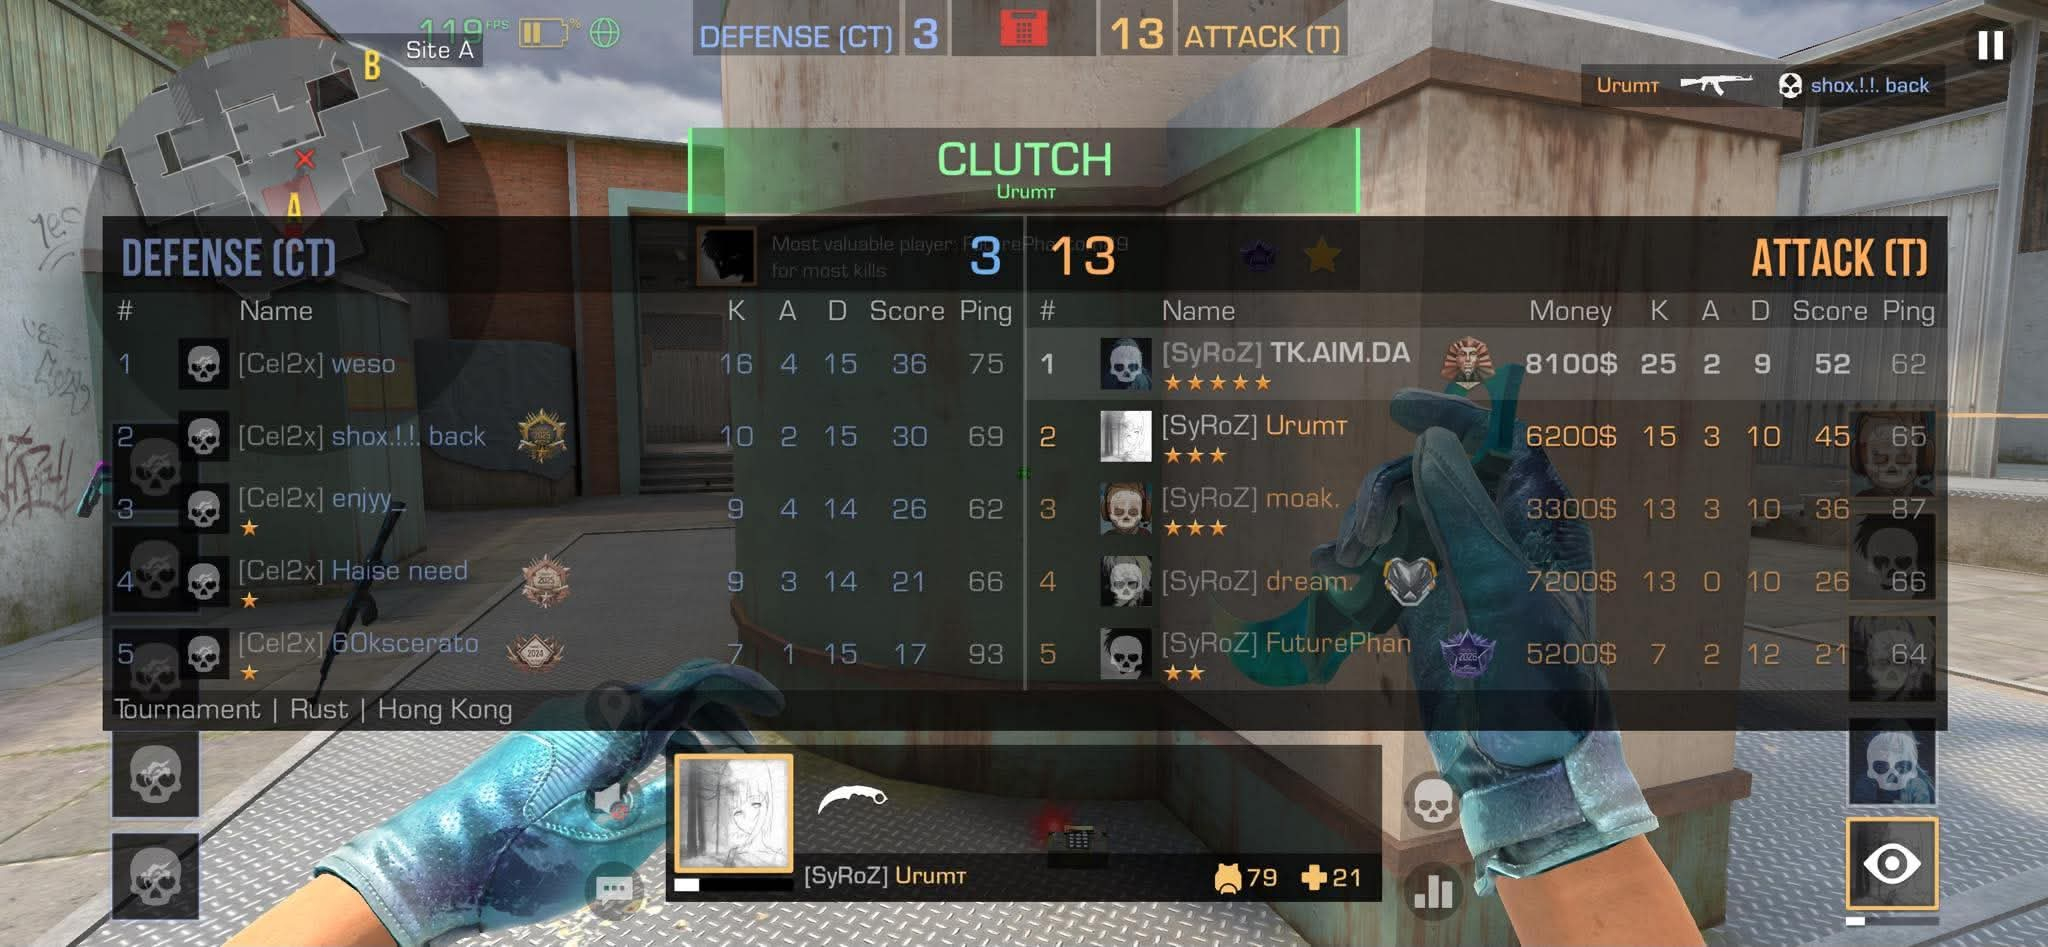 119 FPS
%
Site A
B
A
DEFENSE (CT) 3 13 ATTACK (T)
Urumт shox.!.!. back
CLUTCH
Urumт
DEFENSE (CT) 3 13 ATTACK (T)
Most valuable player: FuturePhantom
for most kills
# Name K A D Score Ping # Name Money K A D Score Ping
1 [Cel2x] weso 16 4 15 36 75 1 [SyRoZ] TK.AIM.DA 8100$ 25 2 9 52 62
2 [Cel2x] shox.!.!. back 2025 10 2 15 30 69 2 [SyRoZ] Urumт 6200$ 15 3 10 45 65
3 [Cel2x] enjyy_ 9 4 14 26 62 3 [SyRoZ] moak. 3300$ 13 3 10 36 87
4 [Cel2x] Haise need 2025 9 3 14 21 66 4 [SyRoZ] dream. 7200$ 13 0 10 26 66
5 [Cel2x] 60kscerato 2024 7 1 15 17 93 5 [SyRoZ] FuturePhan 5200$ 7 2 12 21 64
Tournament | Rust | Hong Kong
[SyRoZ] Urumт 79 21